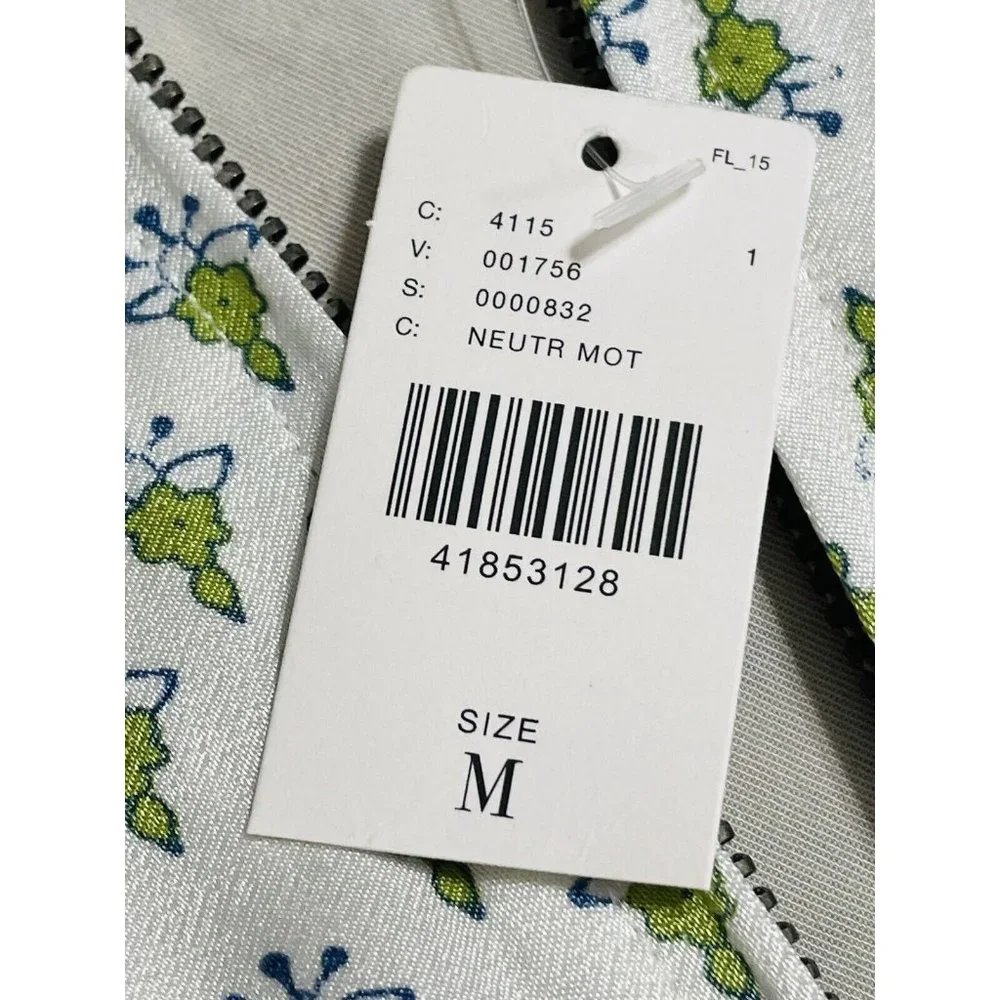 FL_15
C: 4115
1
V: 001756
S: 0000832
C: NEUTR MOT
41853128
SIZE
M